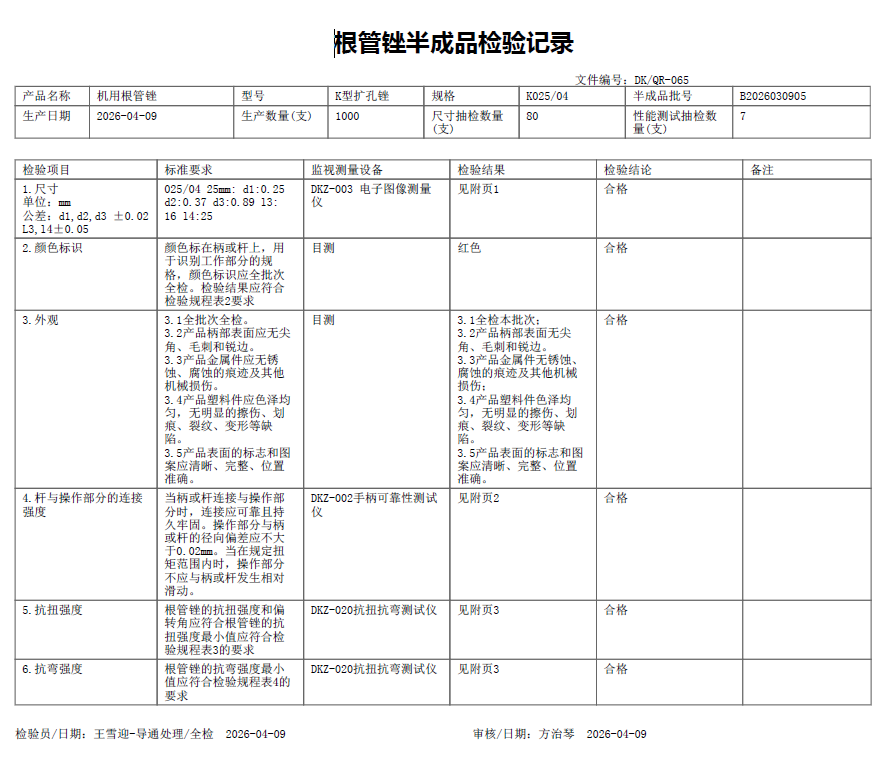 根管锉半成品检验记录
文件编号: DK/QR-065
产品名称 机用根管锉 型号 K型扩孔锉 规格 K025/04 半成品批号 B2026030905
生产日期 2026-04-09 生产数量(支) 1000 尺寸抽检数量(支) 80 性能测试抽检数量(支) 7
检验项目 标准要求 监视测量设备 检验结果 检验结论 备注
1.尺寸
单位: mm
公差: d1,d2,d3 ±0.02
L3,14±0.05
025/04 25mm: d1:0.25
d2:0.37 d3:0.89 l3:
16 14:25
DKZ-003 电子图像测量
仪
见附页1
合格
2.颜色标识
颜色标在柄或杆上，用
于识别工作部分的规
格，颜色标识应全批次
全检。检验结果应符合
检验规程表2要求
目测
红色
合格
3.外观
3.1全批次全检。
3.2产品柄部表面应无尖
角、毛刺和锐边。
3.3产品金属件应无锈
蚀、腐蚀的痕迹及其他
机械损伤。
3.4产品塑料件应色泽均
匀，无明显的擦伤、划
痕、裂纹、变形等缺
陷。
3.5产品表面的标志和图
案应清晰、完整、位置
准确。
目测
3.1全检本批次;
3.2产品柄部表面无尖
角、毛刺和锐边。
3.3产品金属件无锈蚀、
腐蚀的痕迹及其他机械
损伤;
3.4产品塑料件色泽均
匀，无明显的擦伤、划
痕、裂纹、变形等缺
陷。
3.5产品表面的标志和图
案应清晰、完整、位置
准确。
合格
4.杆与操作部分的连接
强度
当柄或杆连接与操作部
分时，连接应可靠且持
久牢固。操作部分与柄
或杆的径向偏差应不大
于0.02mm。当在规定扭
矩范围内时，操作部分
不应与柄或杆发生相对
滑动。
DKZ-002手柄可靠性测试
仪
见附页2
合格
5.抗扭强度
根管锉的抗扭强度和偏
转角应符合根管锉的抗
扭强度最小值应符合检
验规程表3的要求
DKZ-020抗扭抗弯测试仪
见附页3
合格
6.抗弯强度
根管锉的抗弯强度最小
值应符合检验规程表4的
要求
DKZ-020抗扭抗弯测试仪
见附页3
合格
检验员/日期: 王雪迎-导通处理/全检 2026-04-09 审核/日期: 方治琴 2026-04-09